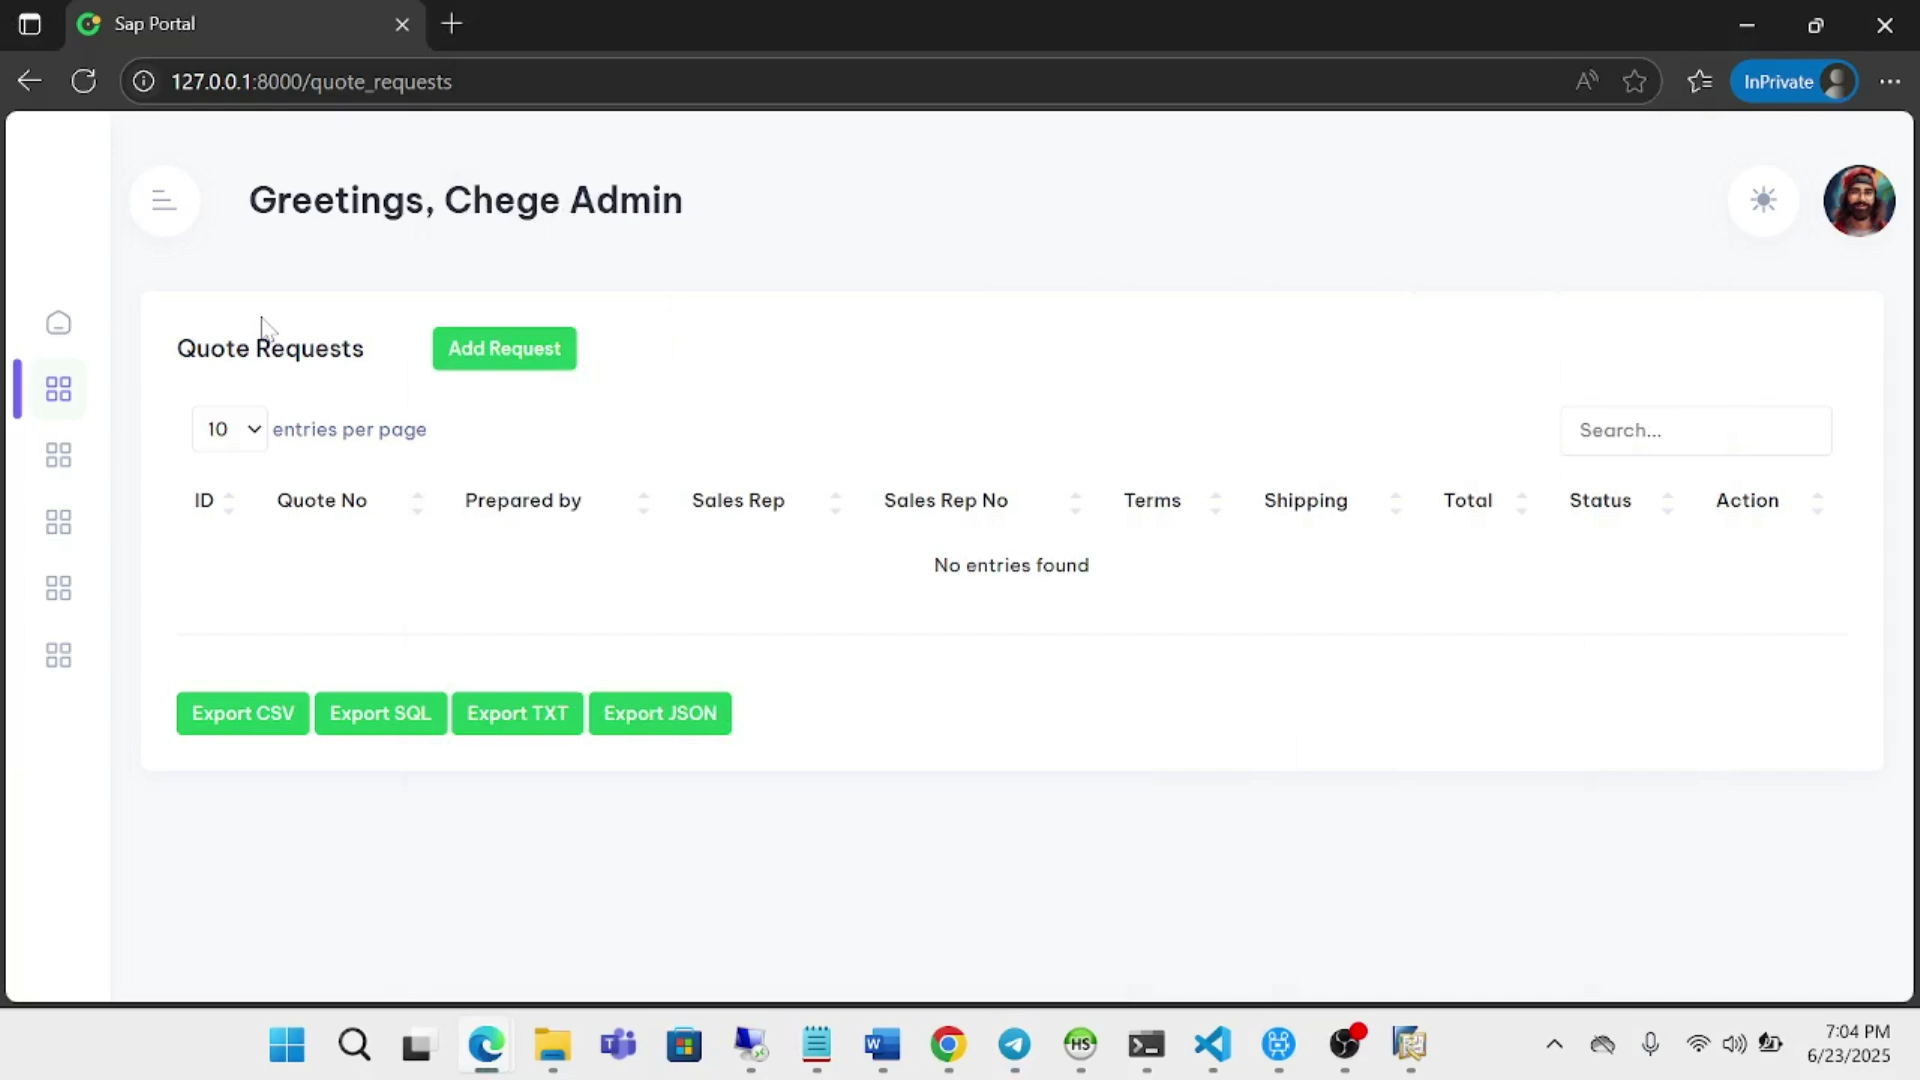 Sap Portal
127.0.0.1:8000/quote_requests
InPrivate
Greetings, Chege Admin
Quote Requests
Add Request
10 entries per page
Search...
ID Quote No Prepared by Sales Rep Sales Rep No Terms Shipping Total Status Action
No entries found
Export CSV Export SQL Export TXT Export JSON
7:04 PM
6/23/2025